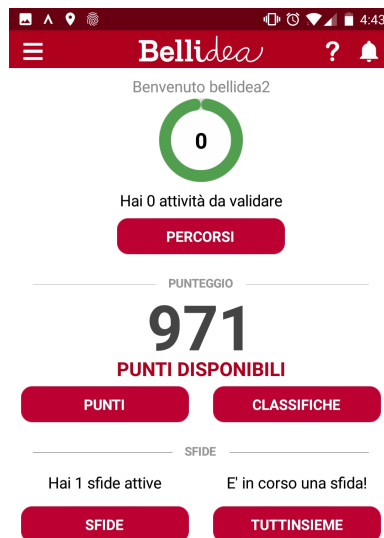 4:43
Bellidea ?
Benvenuto bellidea2
0
Hai 0 attività da validare
PERCORSI
PUNTEGGIO
971
PUNTI DISPONIBILI
PUNTI CLASSIFICHE
SFIDE
Hai 1 sfide attive E' in corso una sfida!
SFIDE TUTTINSIEME